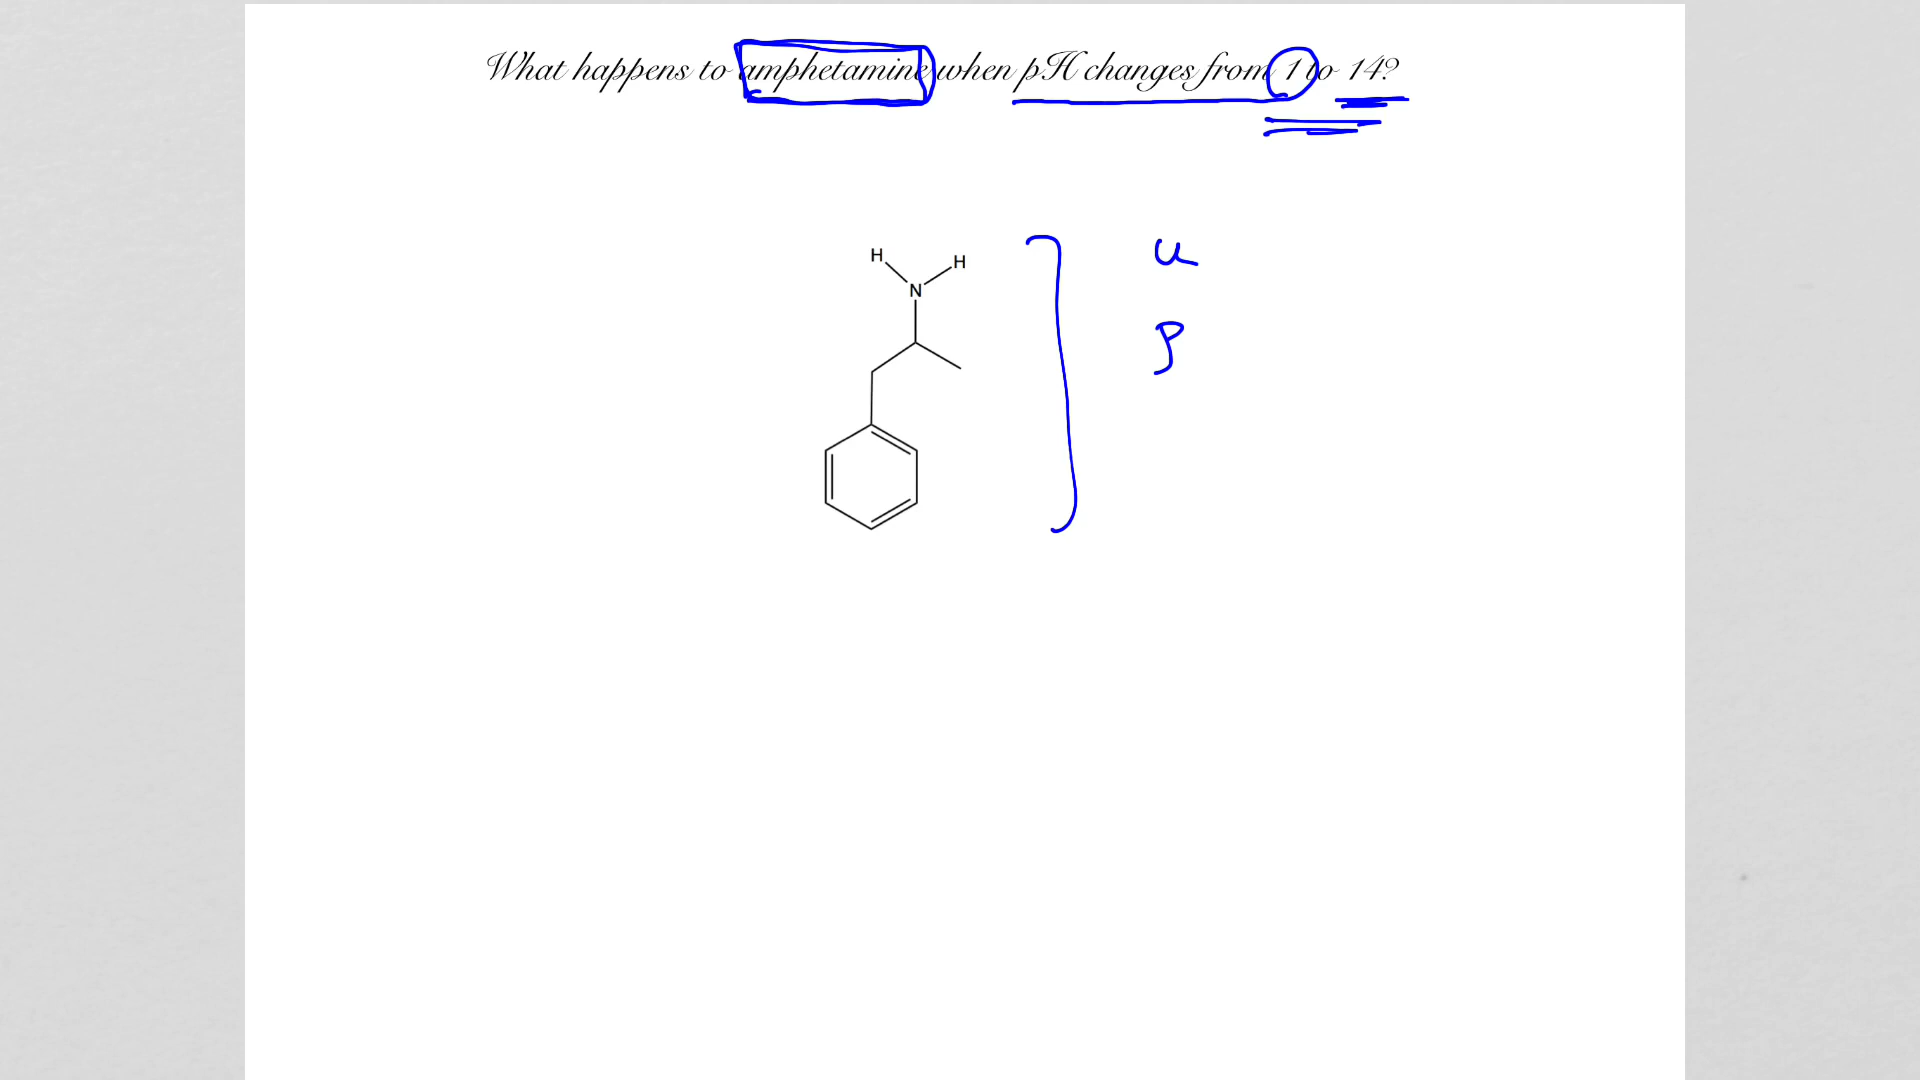 What happens to amphetamine when pH changes from 1 to 14?
H
H
N
u